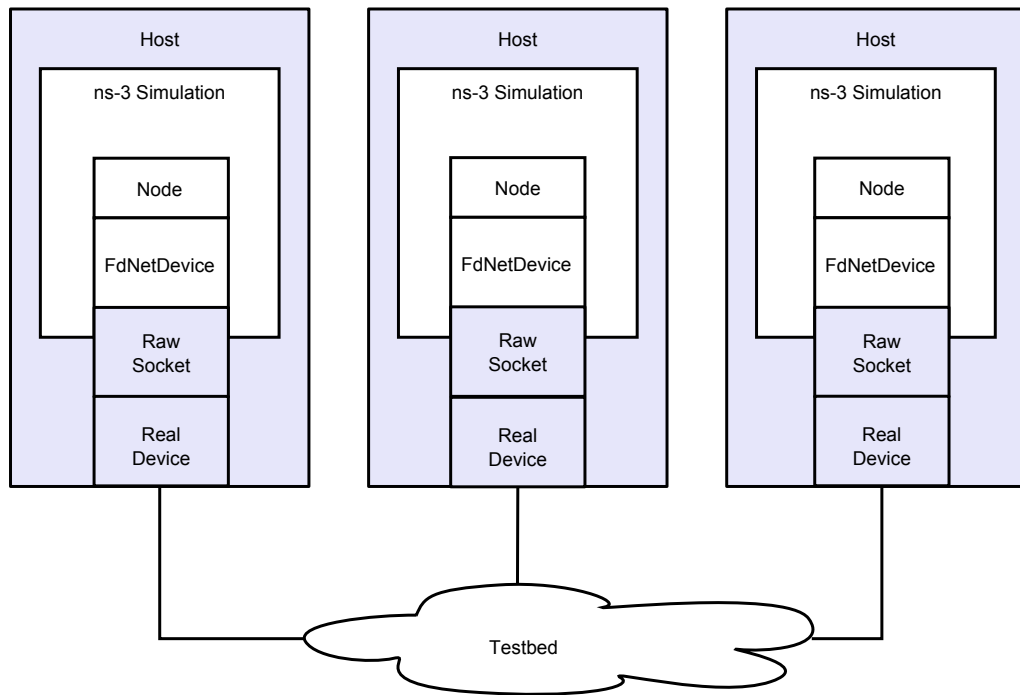 Host
ns-3 Simulation
Node
FdNetDevice
Raw
Socket
Real
Device
Host
ns-3 Simulation
Node
FdNetDevice
Raw
Socket
Real
Device
Host
ns-3 Simulation
Node
FdNetDevice
Raw
Socket
Real
Device
Testbed